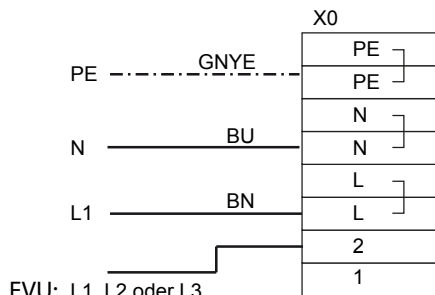 X0
PE
GNYE
PE
PE
N
BU
N
N
L
BN
L1
L
2
EVU: L1, L2 oder L3
1